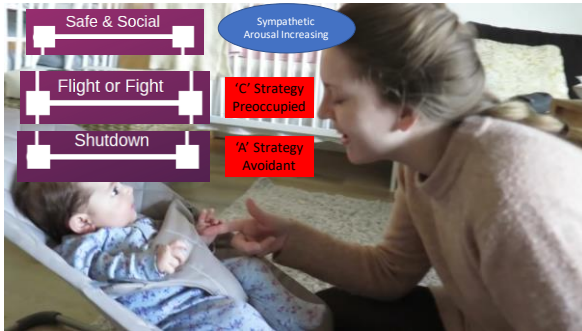 Safe & Social
Sympathetic
Arousal Increasing
Flight or Fight
'C' Strategy
Preoccupied
Shutdown
'A' Strategy
Avoidant